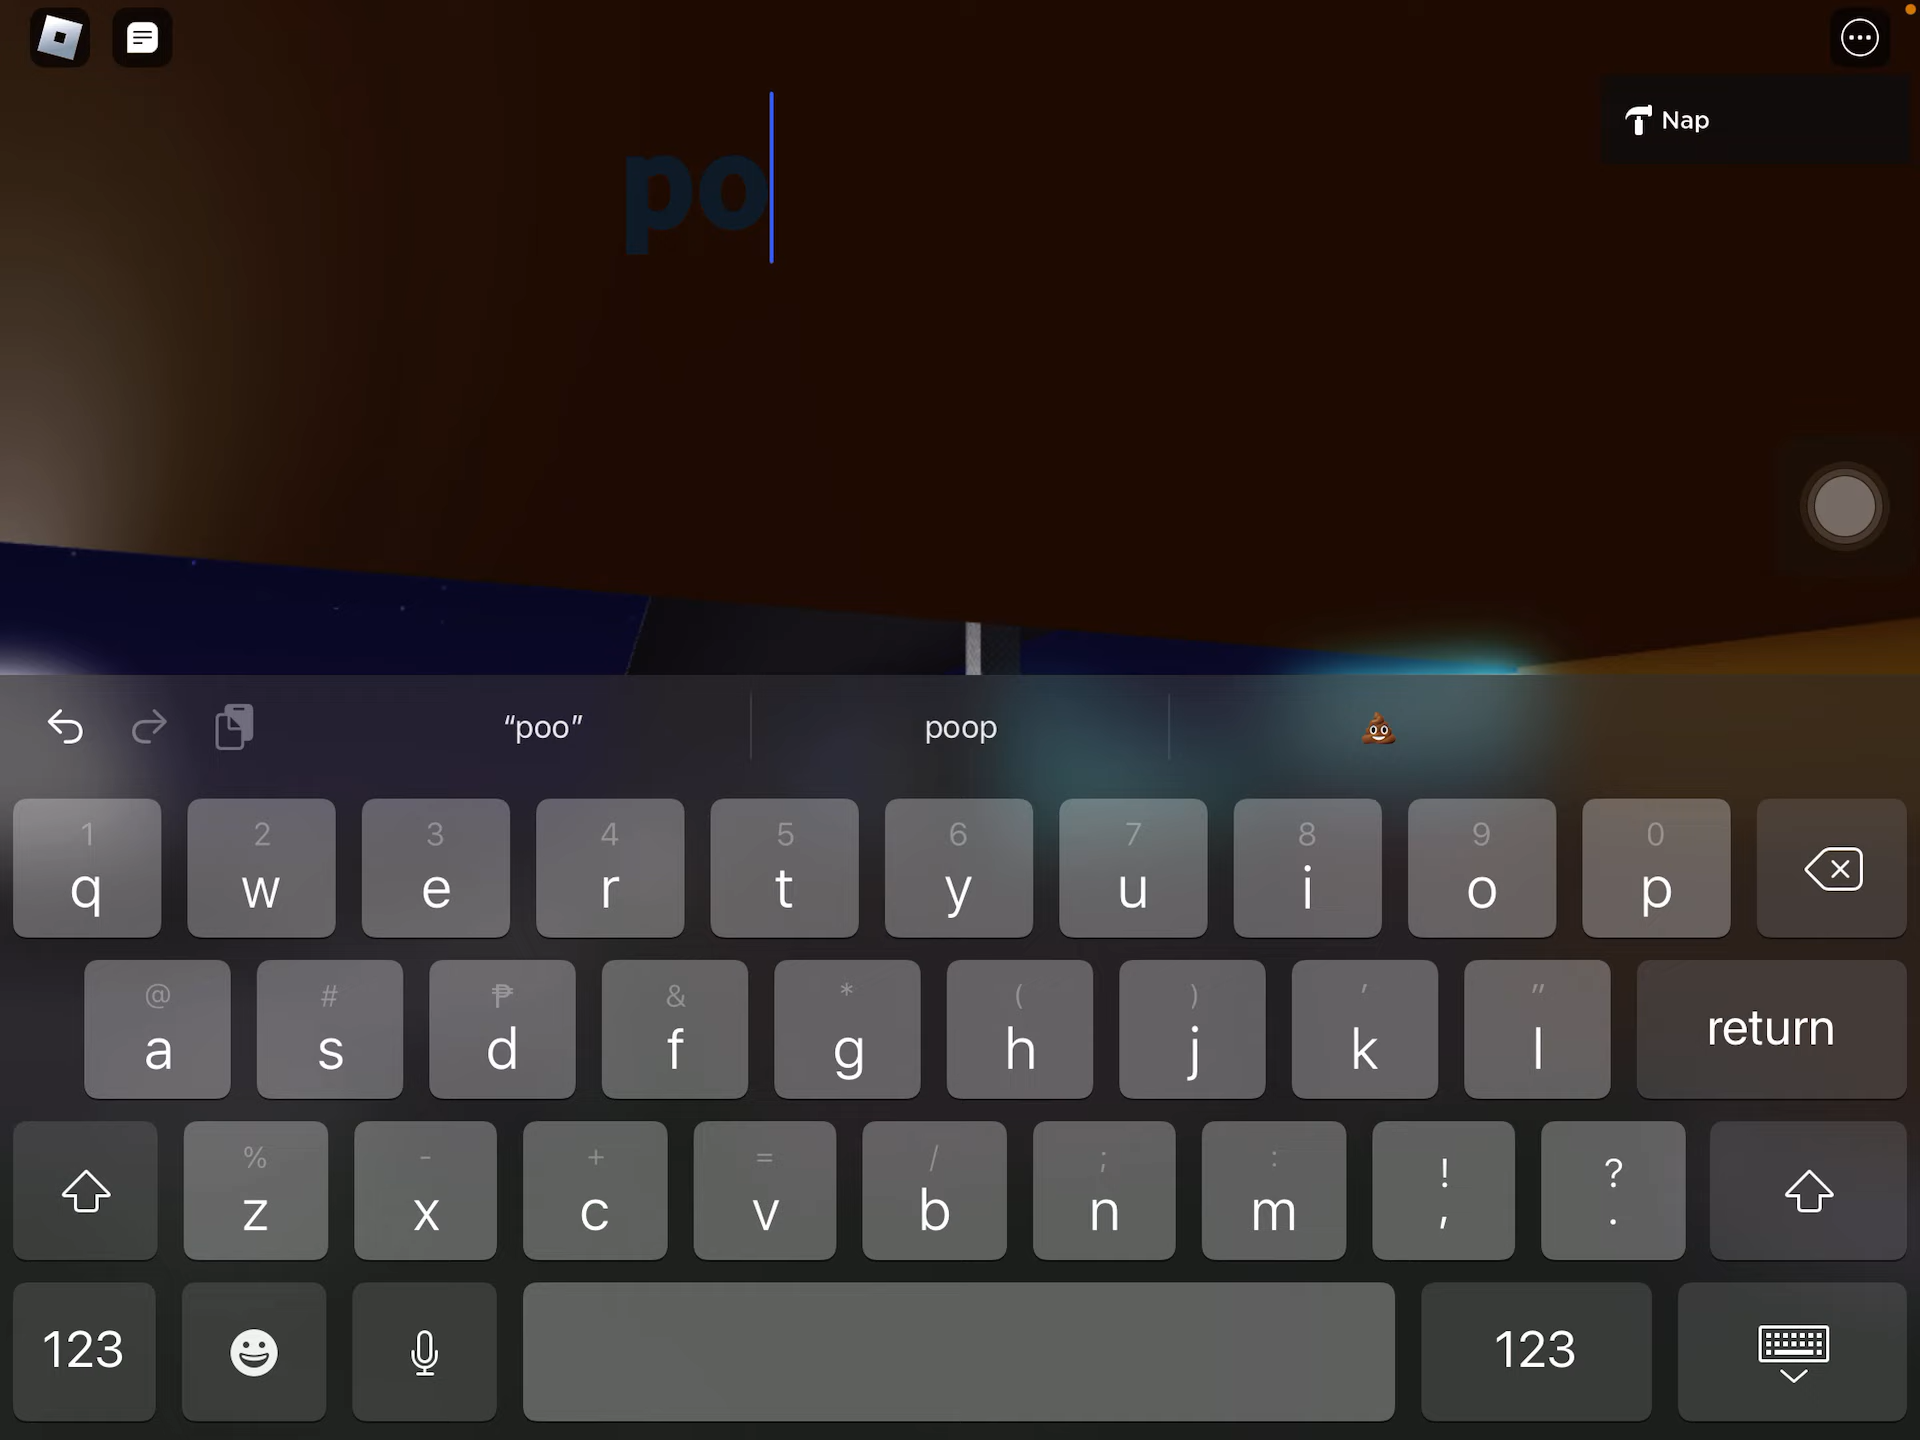 Nap
po
“poo” poop 💩
1 2 3 4 5 6 7 8 9 0
q w e r t y u i o p
@ # ₱ & * ( ) ' "
a s d f g h j k l return
% - + = / ; : ! ?
z x c v b n m , .
123 123